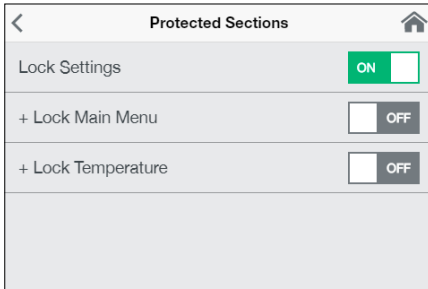 Protected Sections
Lock Settings ON
+ Lock Main Menu OFF
+ Lock Temperature OFF